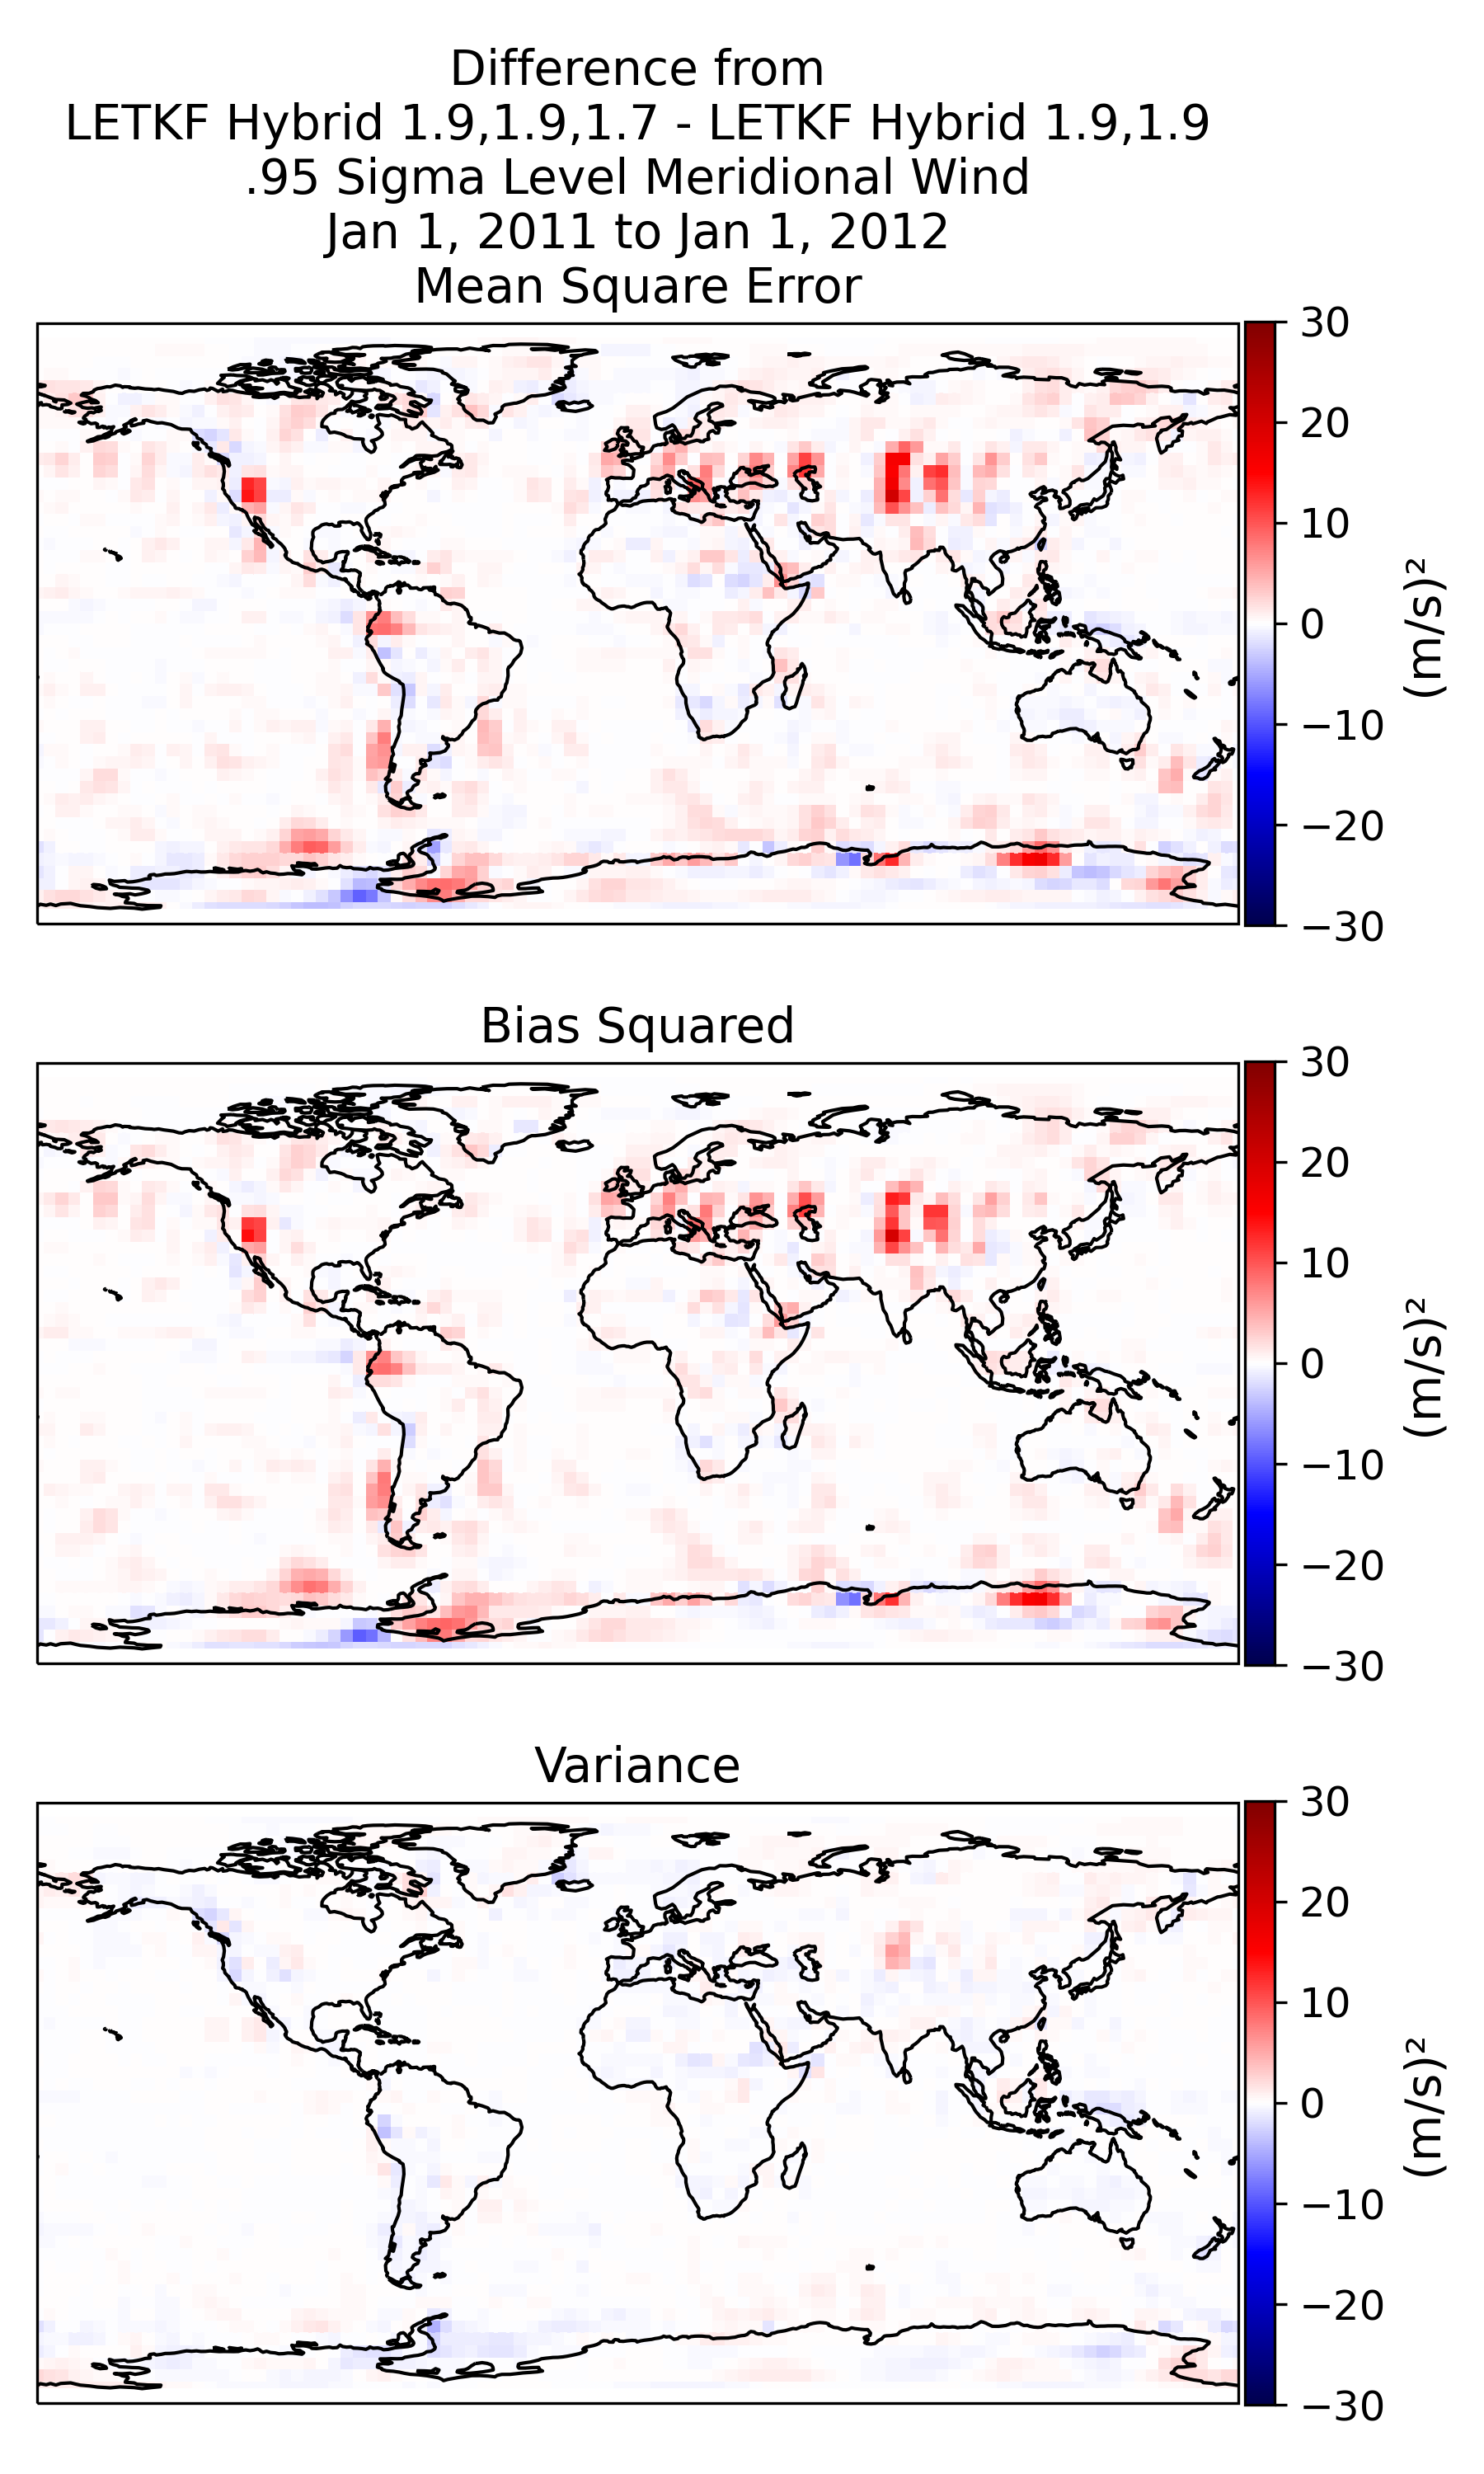 Difference from
LETKF Hybrid 1.9,1.9,1.7 - LETKF Hybrid 1.9,1.9
.95 Sigma Level Meridional Wind
Jan 1, 2011 to Jan 1, 2012
Mean Square Error
30
20
10
0
−10
−20
−30
(m/s)²
Bias Squared
30
20
10
0
−10
−20
−30
(m/s)²
Variance
30
20
10
0
−10
−20
−30
(m/s)²